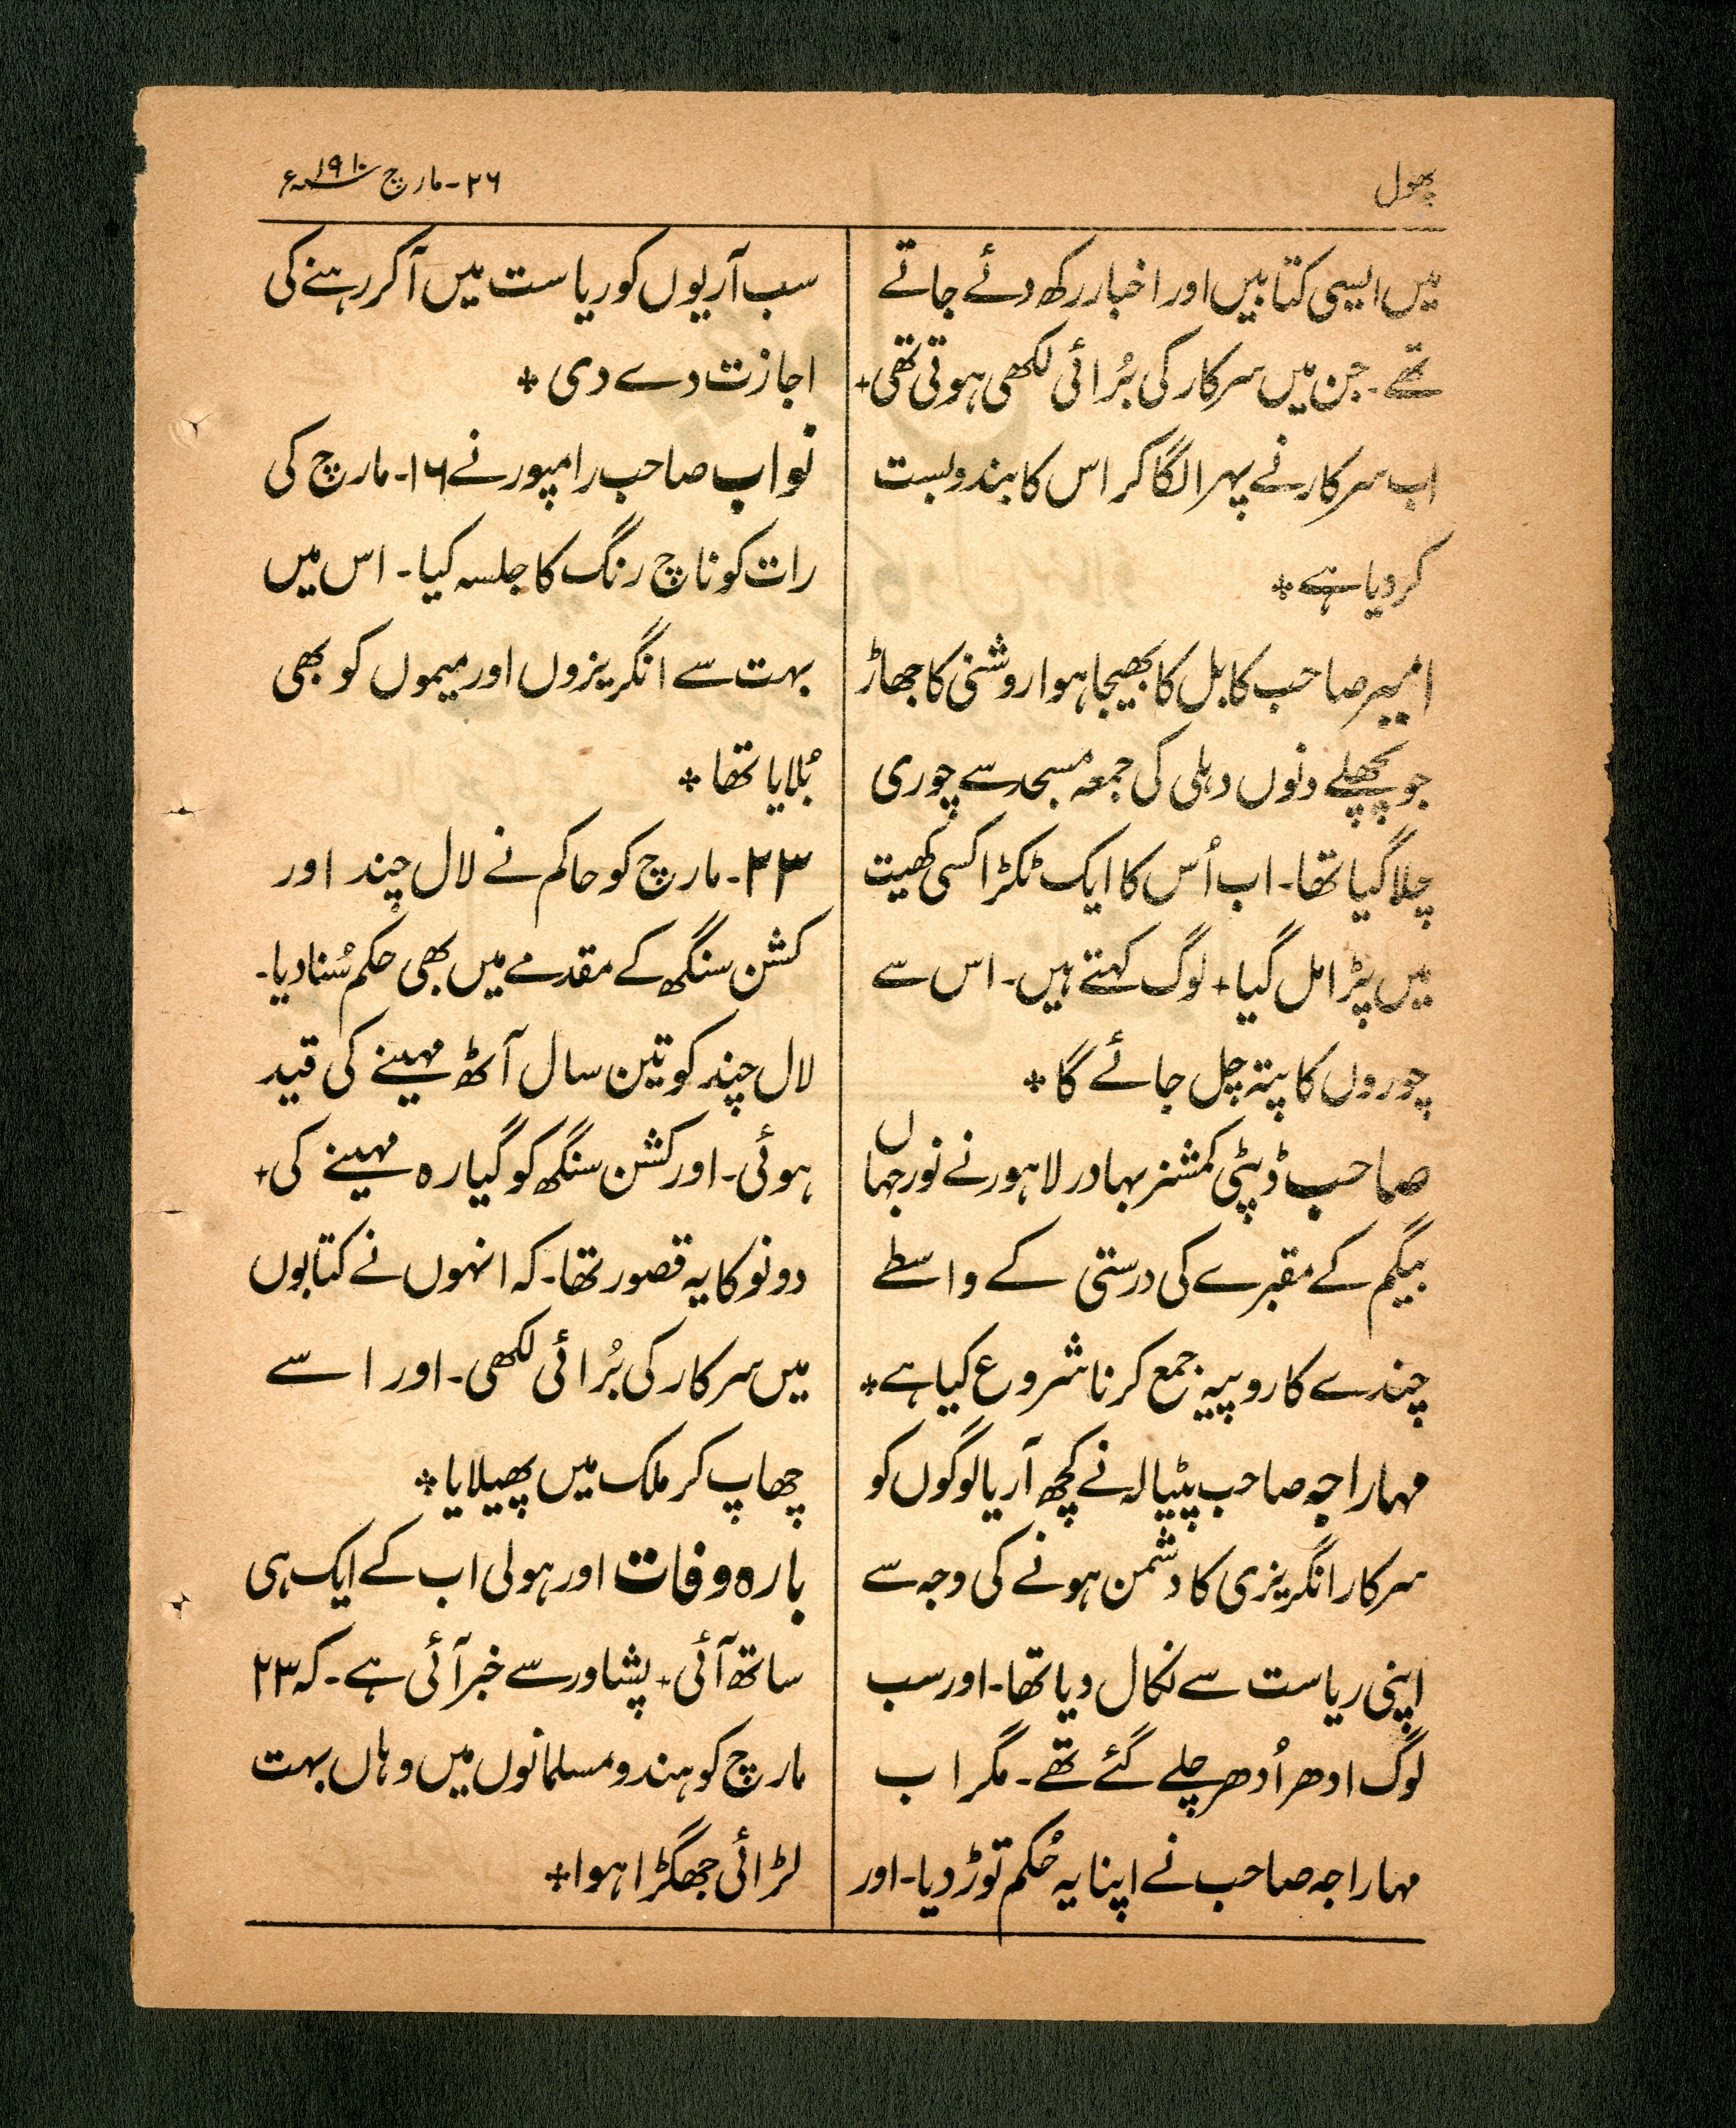 پھول
۲۶-مارچ ۱۹۱۰ء
میں ایسی کتابیں اور اخبار رکھ دئے جاتے
تھے۔ جن میں سرکار کی بُرائی لکھی ہوتی تھی+
اب سرکار نے پہرا لگا کر اس کا بندوبست
کر دیا ہے+
امیر صاحب کابل کا بھیجا ہوا روشنی کا جھاڑ
جو پچھلے دنوں دہلی کی جمعہ مسجد سے چوری
چلا گیا تھا۔ اب اُس کا ایک ٹکڑا کسی کھیت
میں پڑا مل گیا+ لوگ کہتے ہیں۔ اس سے
چوروں کا پتہ چل جائے گا+
صاحب ڈپٹی کمشنر بہادر لاہور نے نور جہاں
بیگم کے مقبرے کی درستی کے واسطے
چندے کا روپیہ جمع کرنا شروع کیا ہے+
مہاراجہ صاحب پٹیالہ نے کچھ آریا لوگوں کو
سرکار انگریزی کا دشمن ہونے کی وجہ سے
اپنی ریاست سے نکال دیا تھا۔ اور سب
لوگ ادھر اُدھر چلے گئے تھے۔ مگر اب
مہاراجہ صاحب نے اپنا یہ حُکم توڑ دیا۔ اور
سب آریوں کو ریاست میں آکر رہنے کی
اجازت دے دی+
نواب صاحب رامپور نے ۱۶۔ مارچ کی
رات کو ناچ رنگ کا جلسہ کیا۔ اس میں
بہت سے انگریزوں اور میموں کو بھی
بُلایا تھا+
۲۳۔ مارچ کو حاکم نے لال چند اور
کشن سنگھ کے مقدمے میں بھی حکم سُنا دیا۔
لال چند کو تین سال آٹھ مہینے کی قید
ہوئی۔ اور کشن سنگھ کو گیارہ مہینے کی+
دونو کا یہ قصور تھا۔ کہ انہوں نے کتابوں
میں سرکار کی بُرائی لکھی۔ اور اسے
چھاپ کر ملک میں پھیلایا+
بارہ وفات اور ہولی اب کے ایک ہی
ساتھ آئی+ پشاور سے خبر آئی ہے۔ کہ ۲۳
مارچ کو ہندو مسلمانوں میں وہاں بہت
لڑائی جھگڑا ہوا+